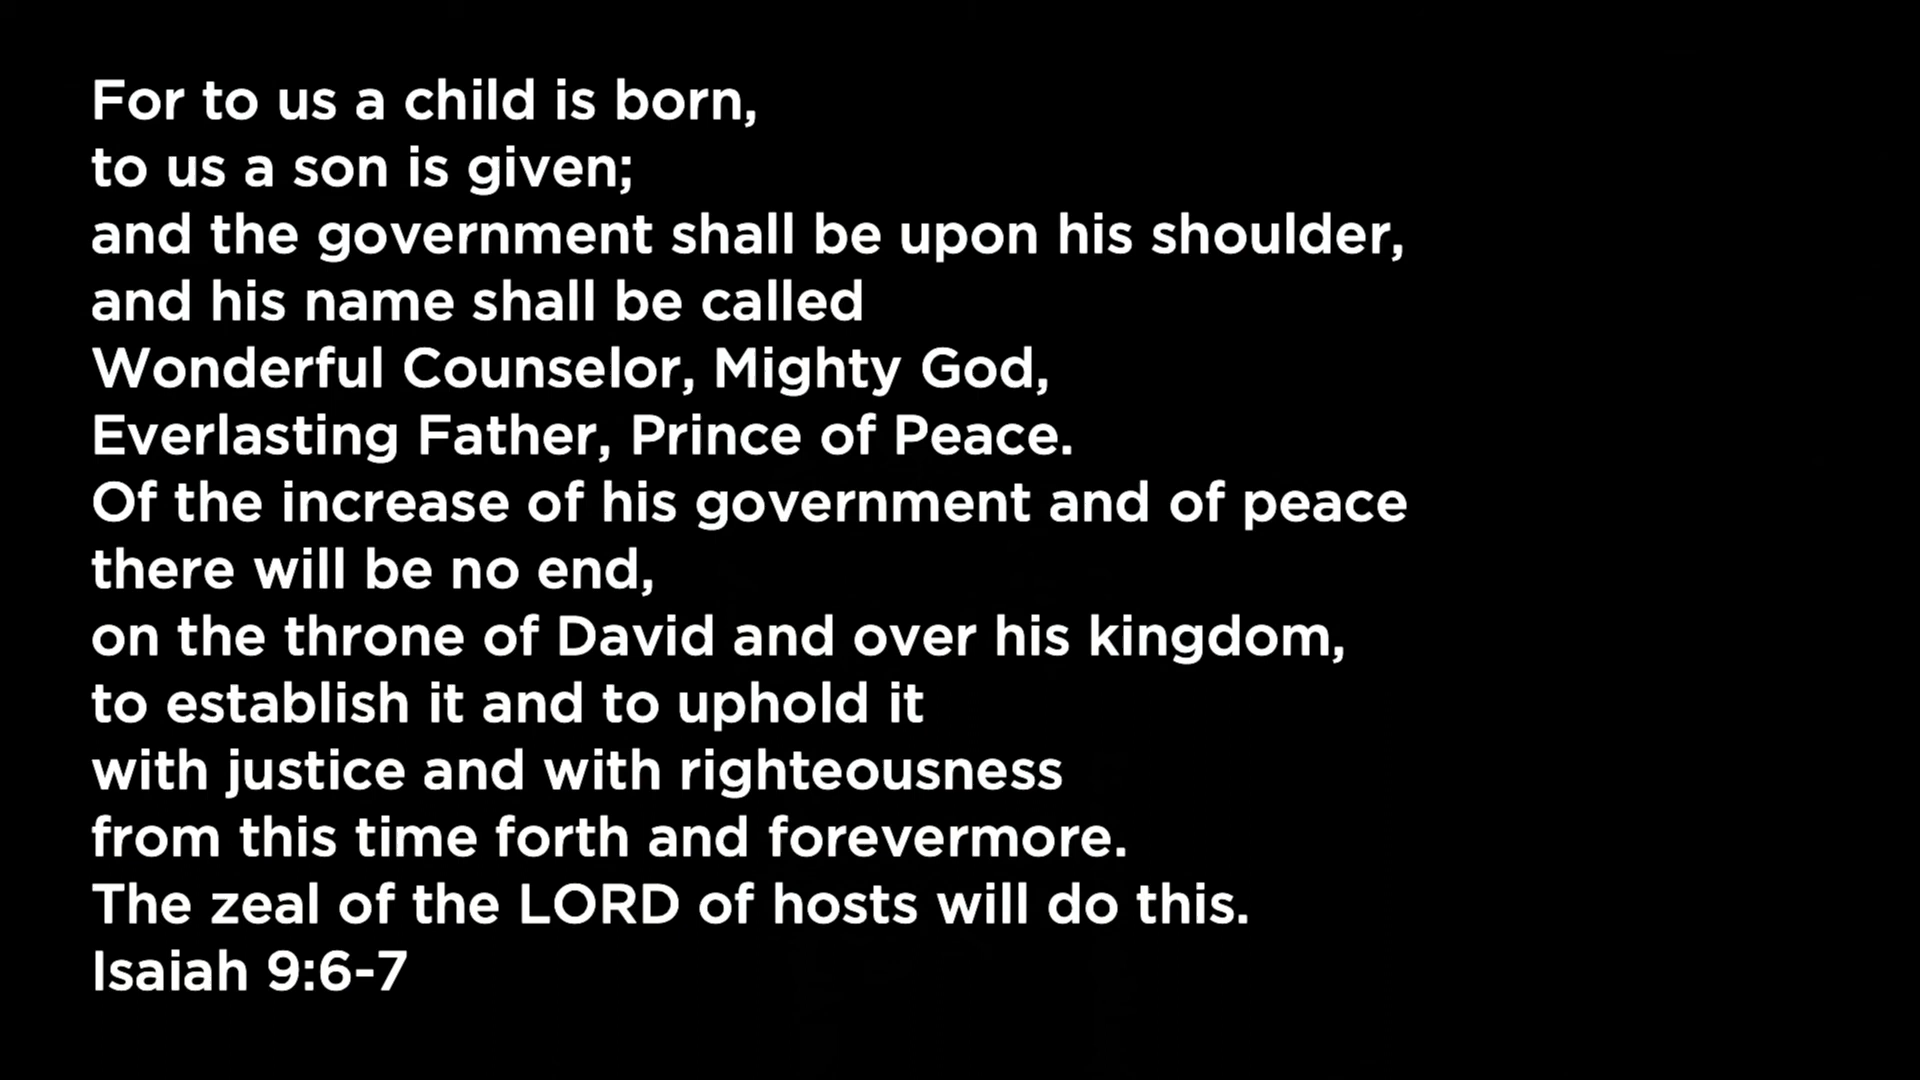 For to us a child is born,
to us a son is given;
and the government shall be upon his shoulder,
and his name shall be called
Wonderful Counselor, Mighty God,
Everlasting Father, Prince of Peace.
Of the increase of his government and of peace
there will be no end,
on the throne of David and over his kingdom,
to establish it and to uphold it
with justice and with righteousness
from this time forth and forevermore.
The zeal of the LORD of hosts will do this.
Isaiah 9:6-7